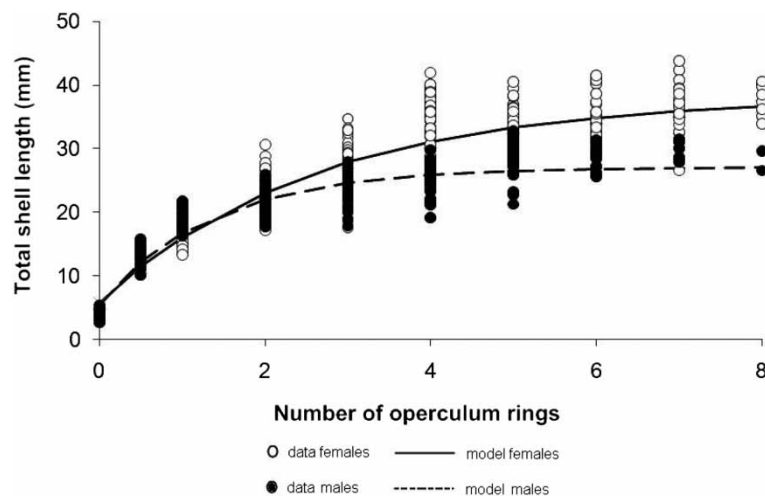 50
40
30
20
10
0
Total shell length (mm)
0 2 4 6 8
Number of operculum rings
data females model females
data males model males